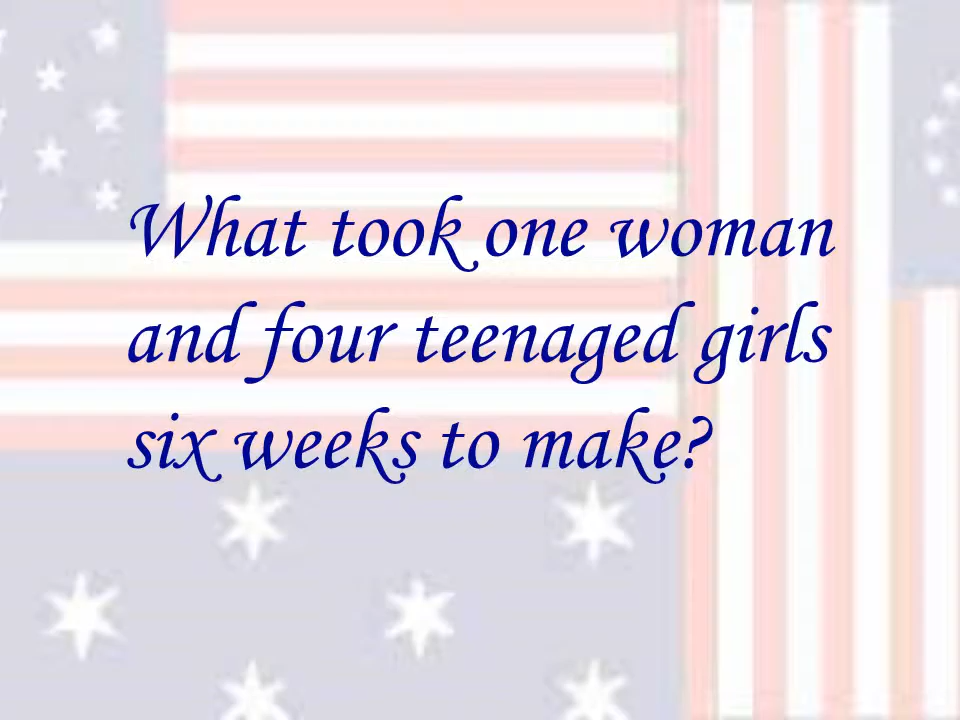 What took one woman
and four teenaged girls
six weeks to make?